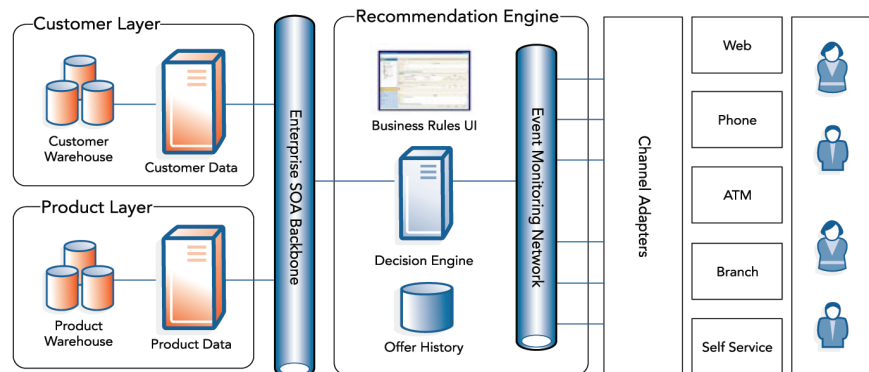 Customer Layer
Customer
Warehouse
Customer Data
Product Layer
Product
Warehouse
Product Data
Enterprise SOA Backbone
Recommendation Engine
Business Rules UI
Decision Engine
Offer History
Event Monitoring Network
Channel Adapters
Web
Phone
ATM
Branch
Self Service